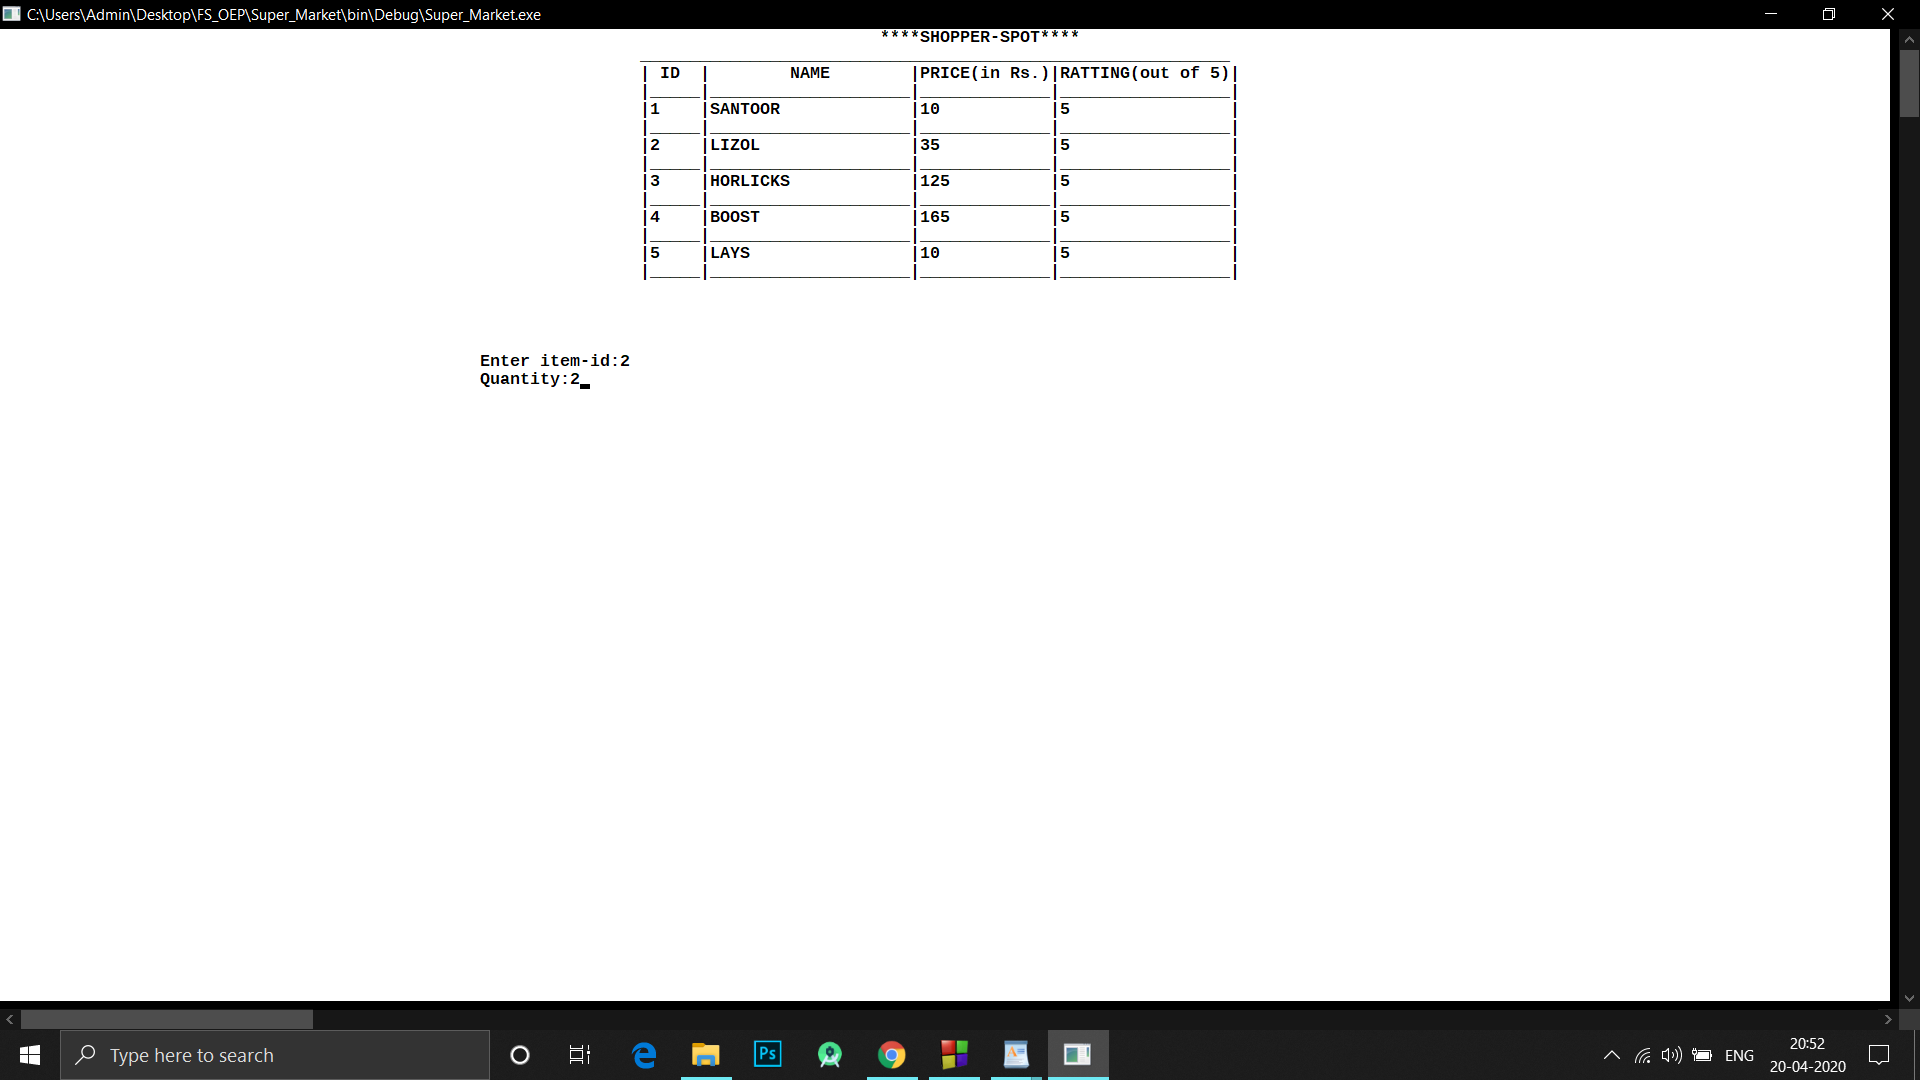 C:\Users\Admin\Desktop\FS_OEP\Super_Market\bin\Debug\Super_Market.exe
****SHOPPER-SPOT****
| ID | NAME |PRICE(in Rs.)|RATTING(out of 5)|
|1 |SANTOOR |10 |5 |
|2 |LIZOL |35 |5 |
|3 |HORLICKS |125 |5 |
|4 |BOOST |165 |5 |
|5 |LAYS |10 |5 |
Enter item-id:2
Quantity:2
Type here to search
Ps
ENG
20:52
20-04-2020